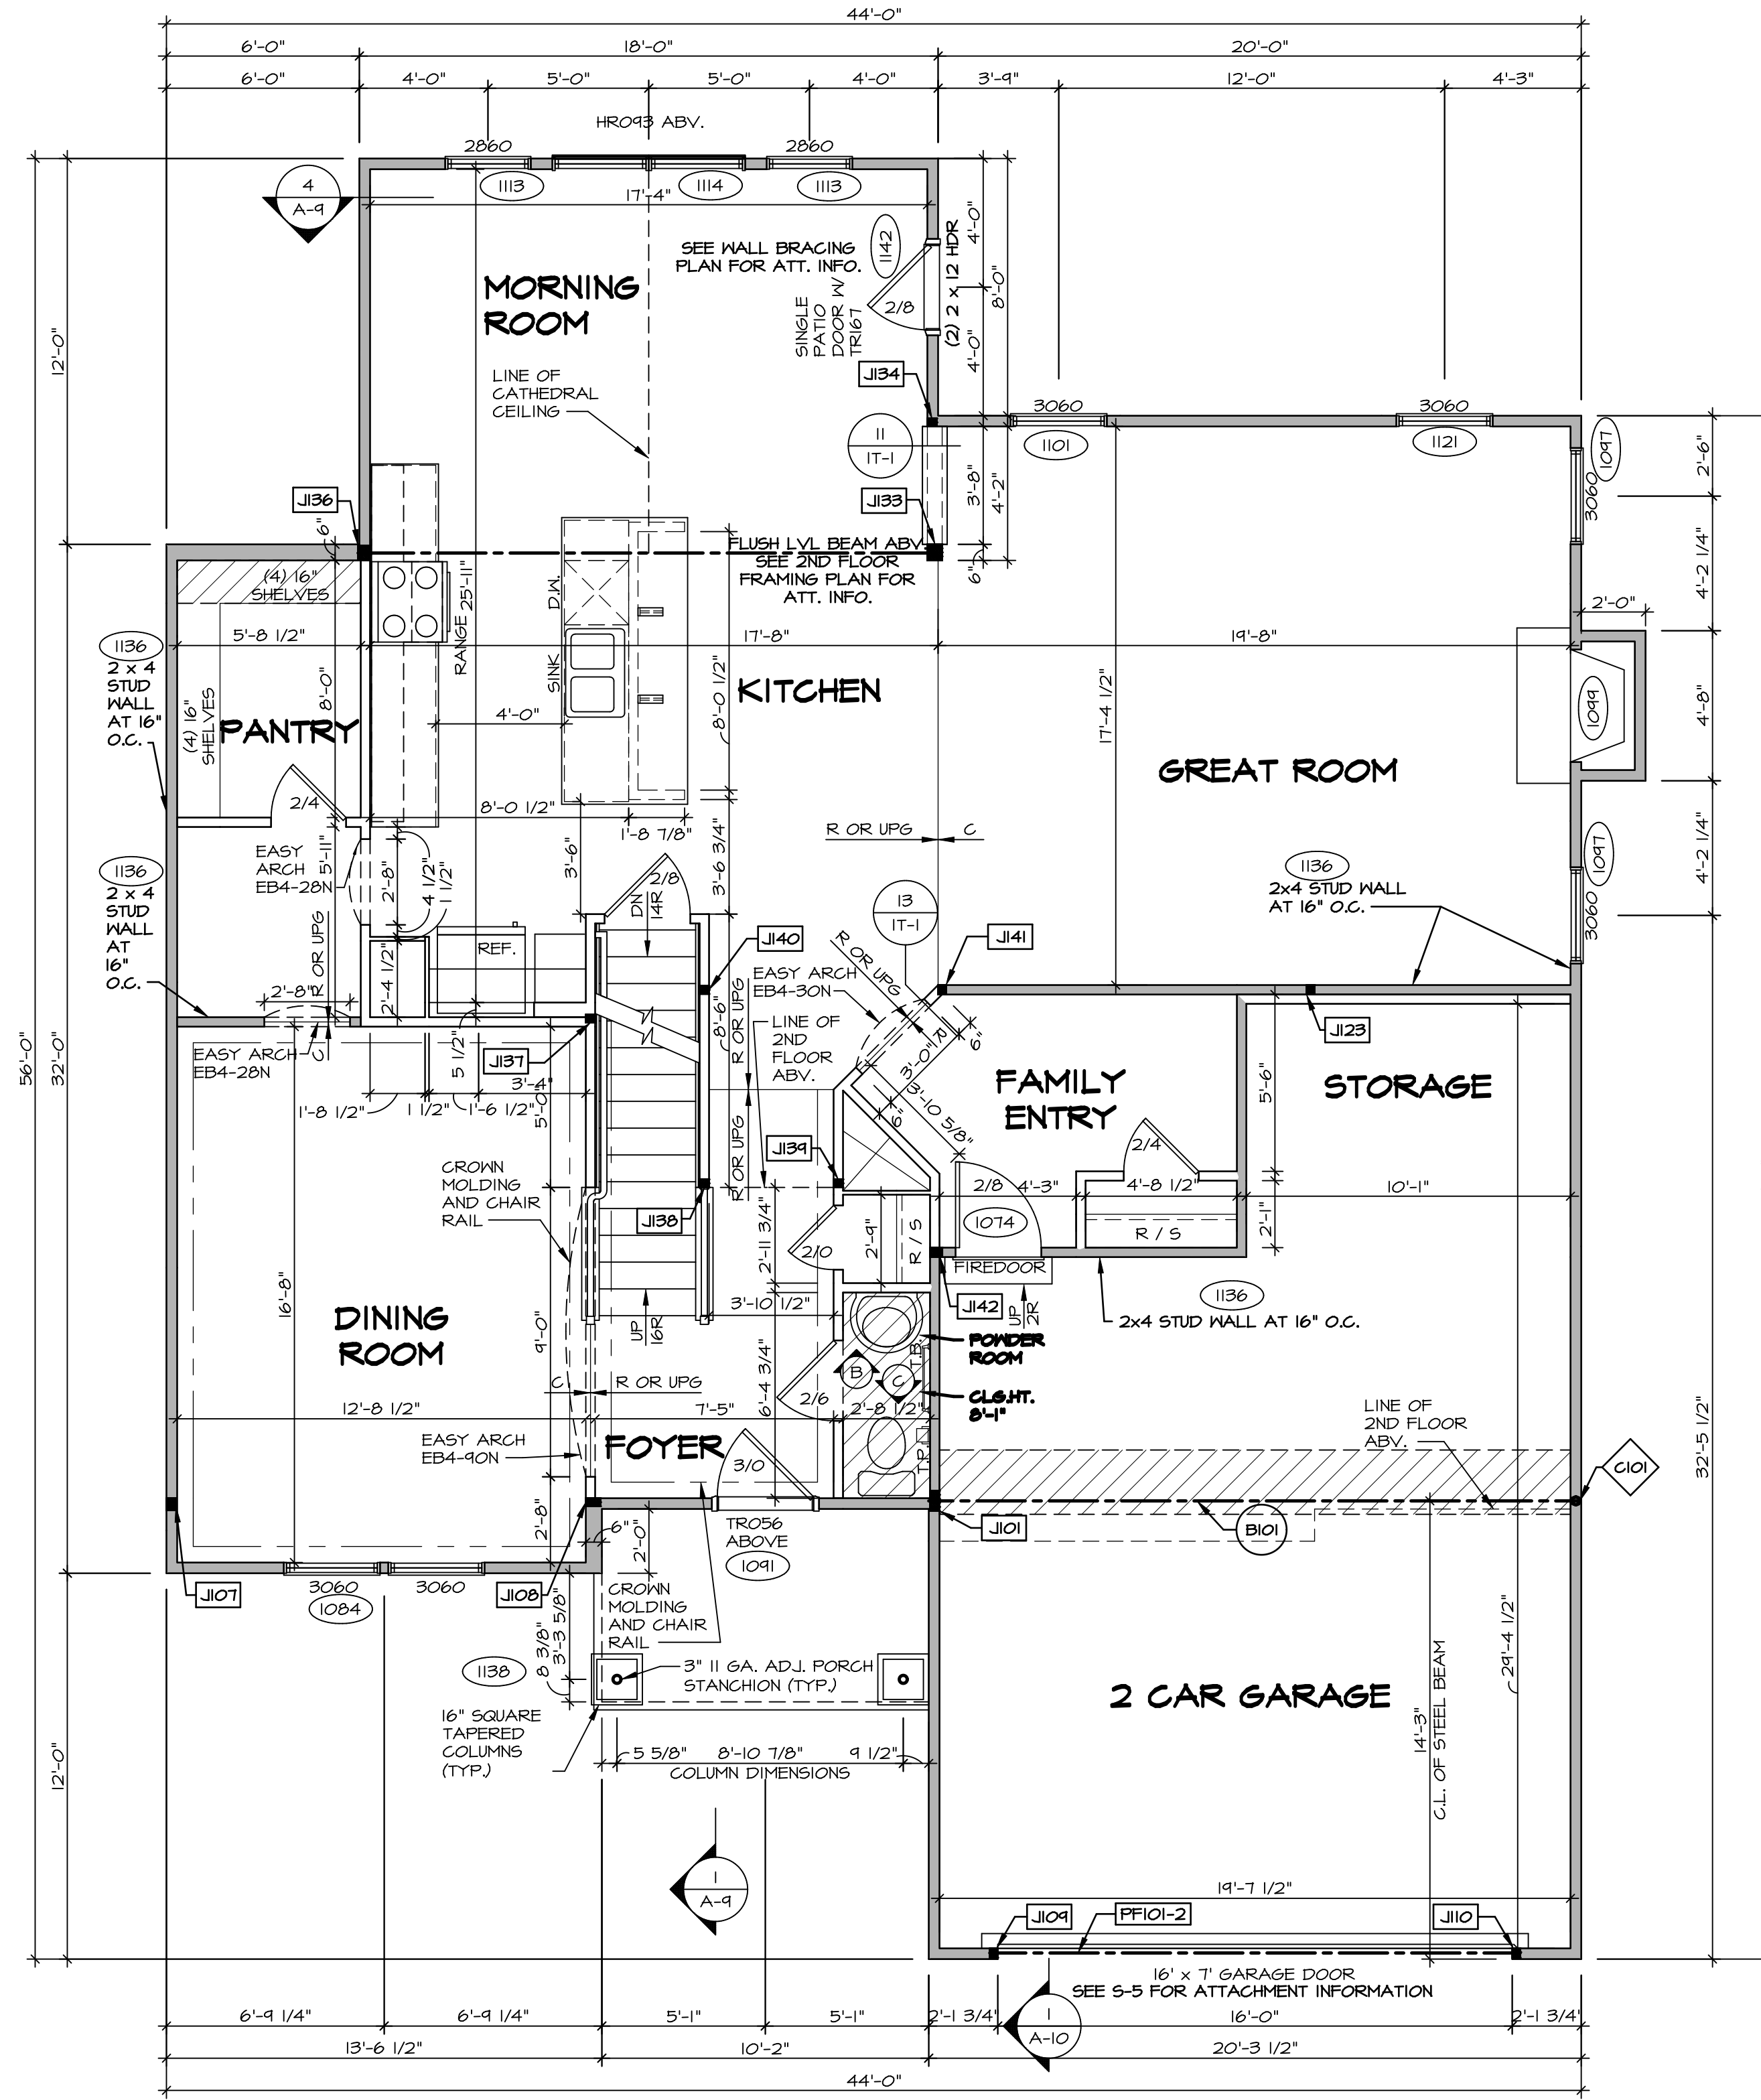 44'-0"
6'-0"
18'-0"
20'-0"
6'-0"
4'-0"
5'-0"
5'-0"
4'-0"
3'-9"
12'-0"
4'-3"
HR093 ABV.
2860
2860
1113
1114
1113
17'-4"
4
A-9
MORNING
ROOM
SEE WALL BRACING
PLAN FOR ATT. INFO.
1142
2/8
SINGLE
PATIO
DOOR W/
TR167
(2) 2 x 12 HDR
4'-0"
4'-0"
8'-0"
LINE OF
CATHEDRAL
CEILING
J134
11
1T-1
J133
3'-8"
4'-2"
6"
3060
1101
3060
1121
1097
3060
2'-6"
4'-2 1/4"
2'-0"
4'-8"
1099
4'-2 1/4"
1097
3060
12'-0"
56'-0"
32'-0"
12'-0"
J136
6"
(4) 16"
SHELVES
5'-8 1/2"
(4) 16"
SHELVES
8'-0"
PANTRY
1136
2 x 4
STUD
WALL
AT 16"
O.C.
RANGE
25'-11"
D.W.
SINK
4'-0"
FLUSH LVL BEAM ABV
SEE 2ND FLOOR
FRAMING PLAN FOR
ATT. INFO.
17'-8"
KITCHEN
8'-0 1/2"
19'-8"
17'-4 1/2"
GREAT ROOM
2/4
8'-0 1/2"
1'-8 7/8"
R OR UPG
C
EASY
ARCH
EB4-28N
5'-11"
2'-8"
4 1/2"
1 1/2"
3'-6"
3'-6 3/4"
2/8
DN
14R
1136
2 x 4
STUD
WALL
AT
16"
O.C.
13
1T-1
1136
2x4 STUD WALL
AT 16" O.C.
R OR UPG
2'-8"
2'-4 1/2"
REF.
J140
J141
R OR UPG
EASY ARCH
EB4-30N
8'-6"
R OR UPG
LINE OF
2ND
FLOOR
ABV.
J123
EASY ARCH
EB4-28N
C
5 1/2"
J137
3'-4"
1'-8 1/2"
1 1/2"
1'-6 1/2"
5'-0"
R
6"
3'-0"
3'-10 5/8"
6"
FAMILY
ENTRY
5'-6"
STORAGE
R OR UPG
J139
2/4
CROWN
MOLDING
AND CHAIR
RAIL
J138
2/8
4'-3"
4'-8 1/2"
10'-1"
1074
2'-1"
R / S
2'-11 3/4"
2/0
2'-9"
R / S
FIREDOOR
16'-8"
DINING
ROOM
UP
16R
3'-10 1/2"
J142
UP
2R
1136
2x4 STUD WALL AT 16" O.C.
POWDER
ROOM
T.B.
B
C
CLG.HT.
8'-1"
9'-0"
C
R OR UPG
6'-4 3/4"
2/6
12'-8 1/2"
7'-5"
2'-8 1/2"
LINE OF
2ND FLOOR
ABV.
32'-5 1/2"
EASY ARCH
EB4-90N
FOYER
3/0
T.P.
C101
2'-8"
6"
2'-0"
TR056
ABOVE
1091
J101
B101
J107
3060
1084
3060
J108
CROWN
MOLDING
AND CHAIR
RAIL
3'-3 5/8"
8 3/8"
1138
3" 11 GA. ADJ. PORCH
STANCHION (TYP.)
16" SQUARE
TAPERED
COLUMNS
(TYP.)
5 5/8"
8'-10 7/8"
9 1/2"
COLUMN DIMENSIONS
2 CAR GARAGE
14'-3"
C.L. OF STEEL BEAM
29'-4 1/2"
1
A-9
19'-7 1/2"
J109
PF101-2
J110
16' x 7' GARAGE DOOR
SEE S-5 FOR ATTACHMENT INFORMATION
1
A-10
6'-9 1/4"
6'-9 1/4"
5'-1"
5'-1"
2'-1 3/4"
16'-0"
2'-1 3/4"
13'-6 1/2"
10'-2"
20'-3 1/2"
44'-0"